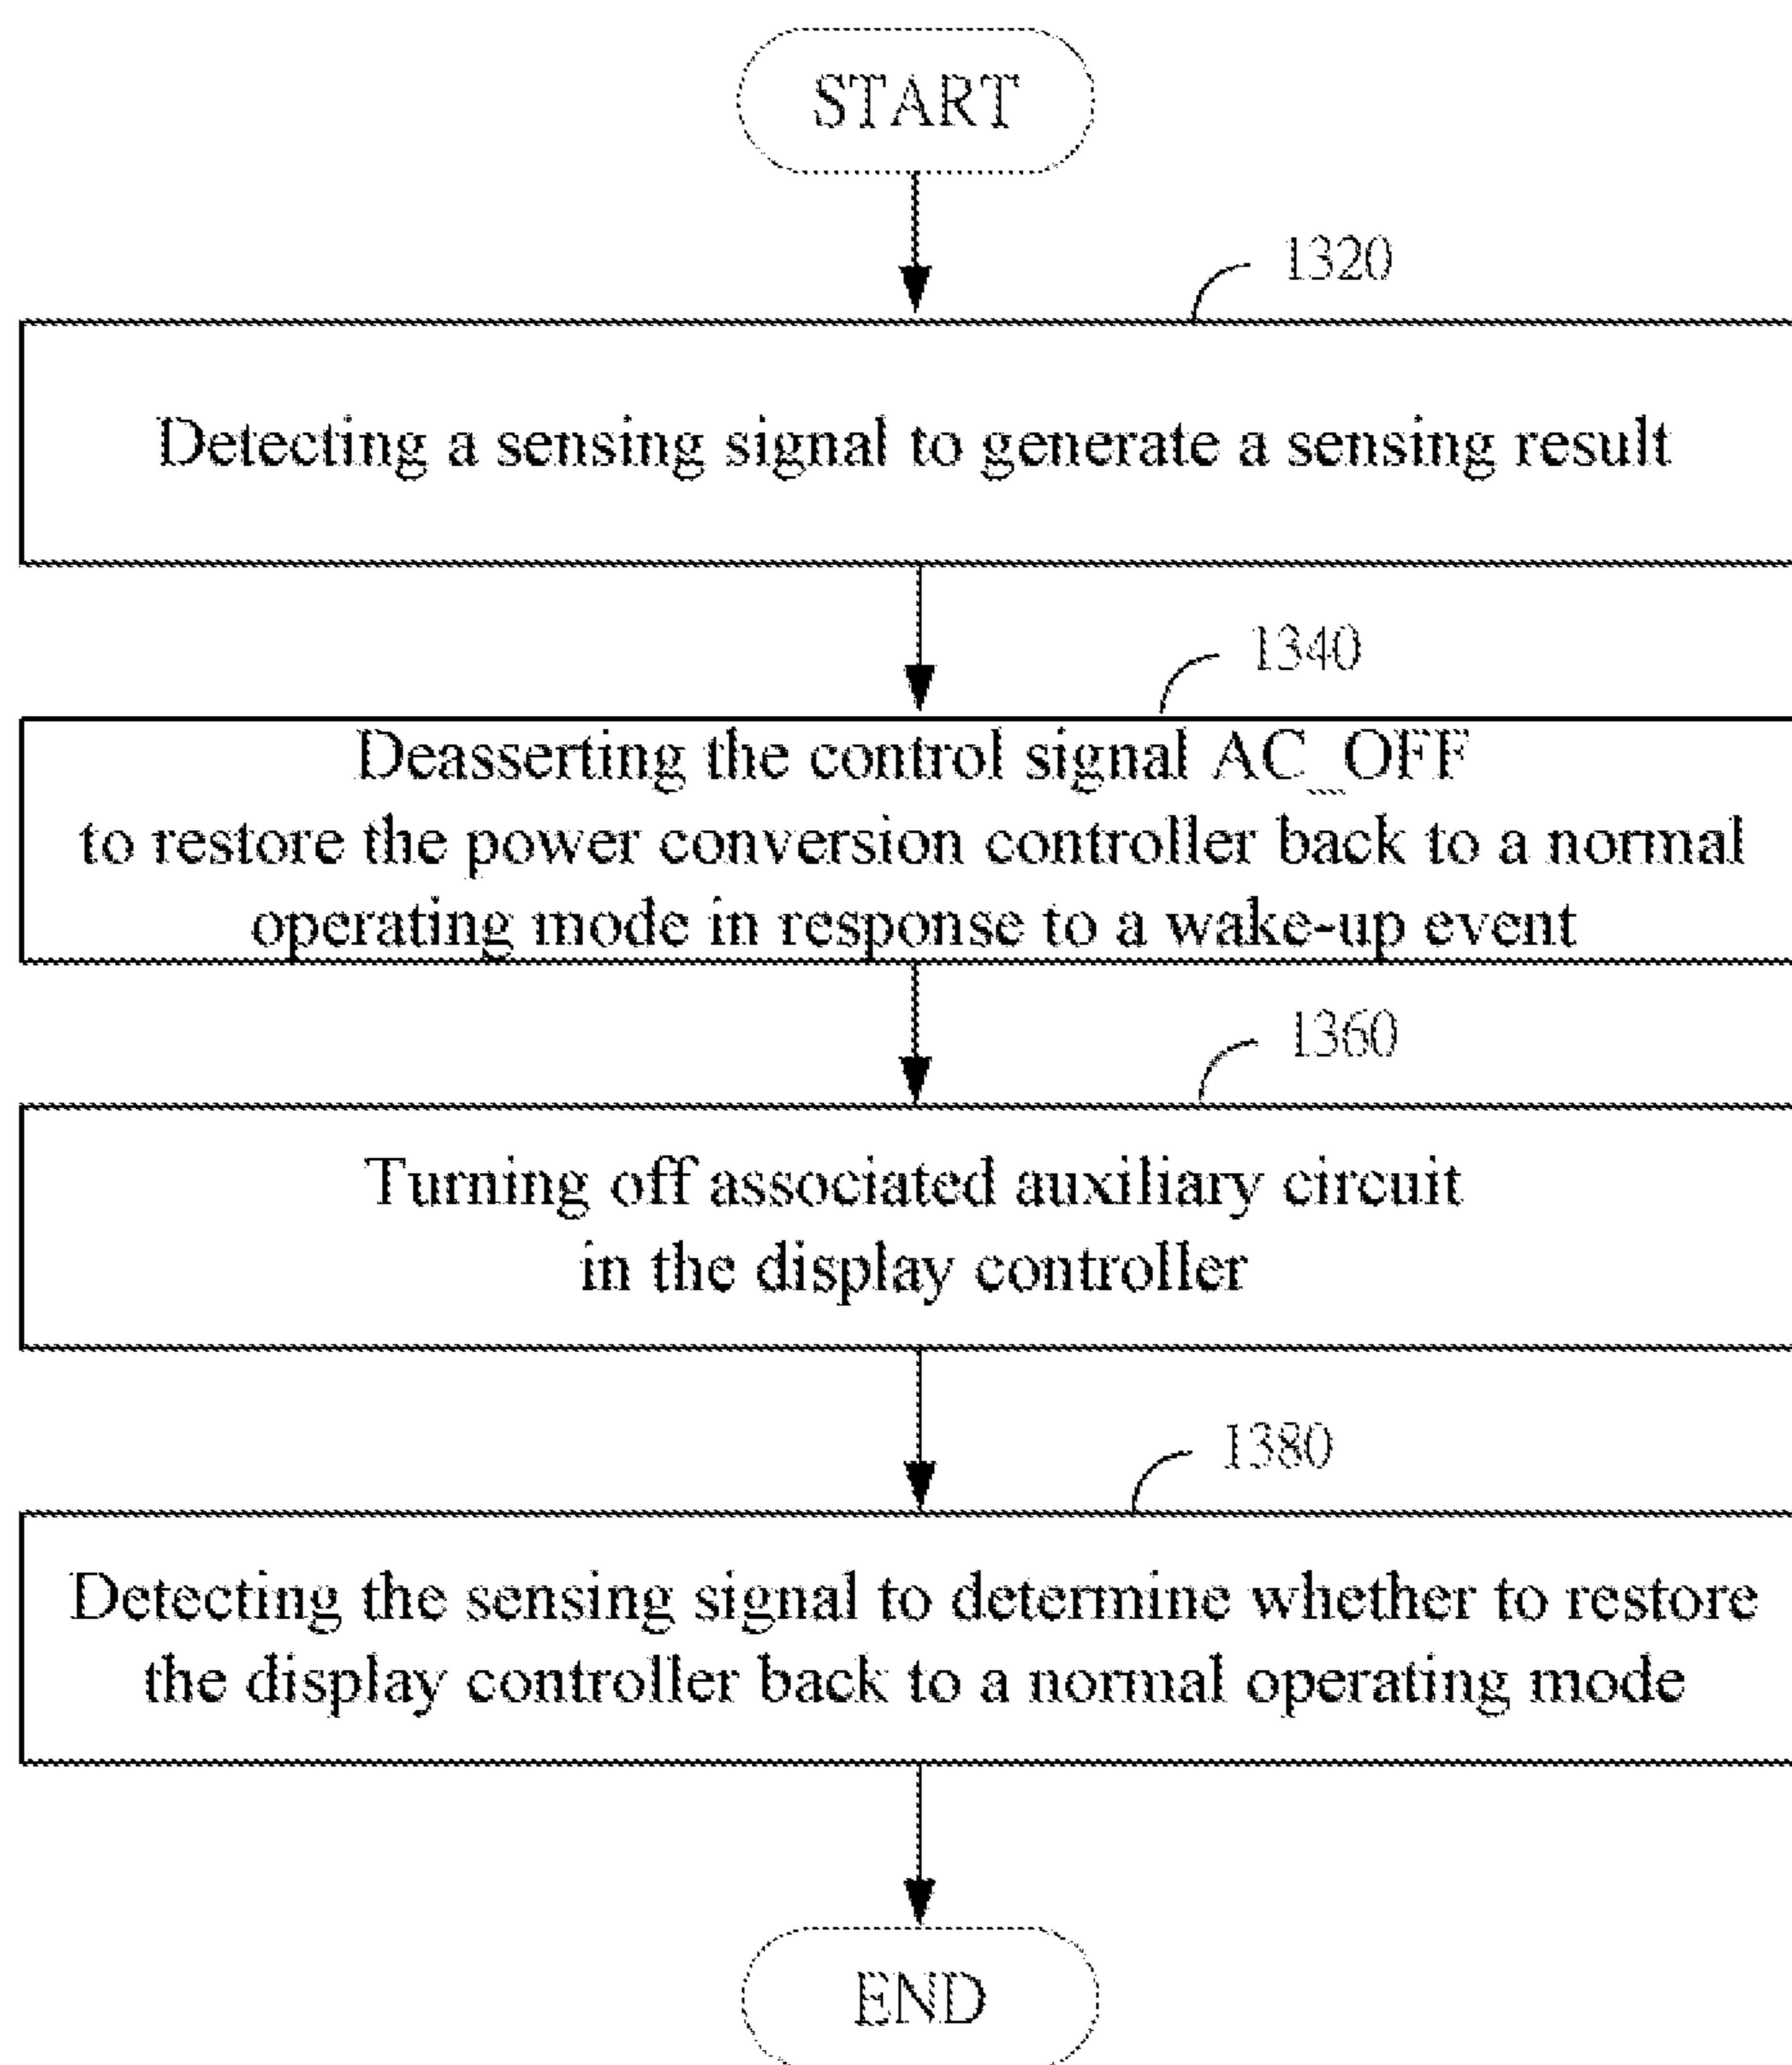 START
1320
Detecting a sensing signal to generate a sensing result
1340
Deasserting the control signal AC_OFF
to restore the power conversion controller back to a normal
operating mode in response to a wake-up event
1360
Turning off associated auxiliary circuit
in the display controller
1380
Detecting the sensing signal to determine whether to restore
the display controller back to a normal operating mode
END